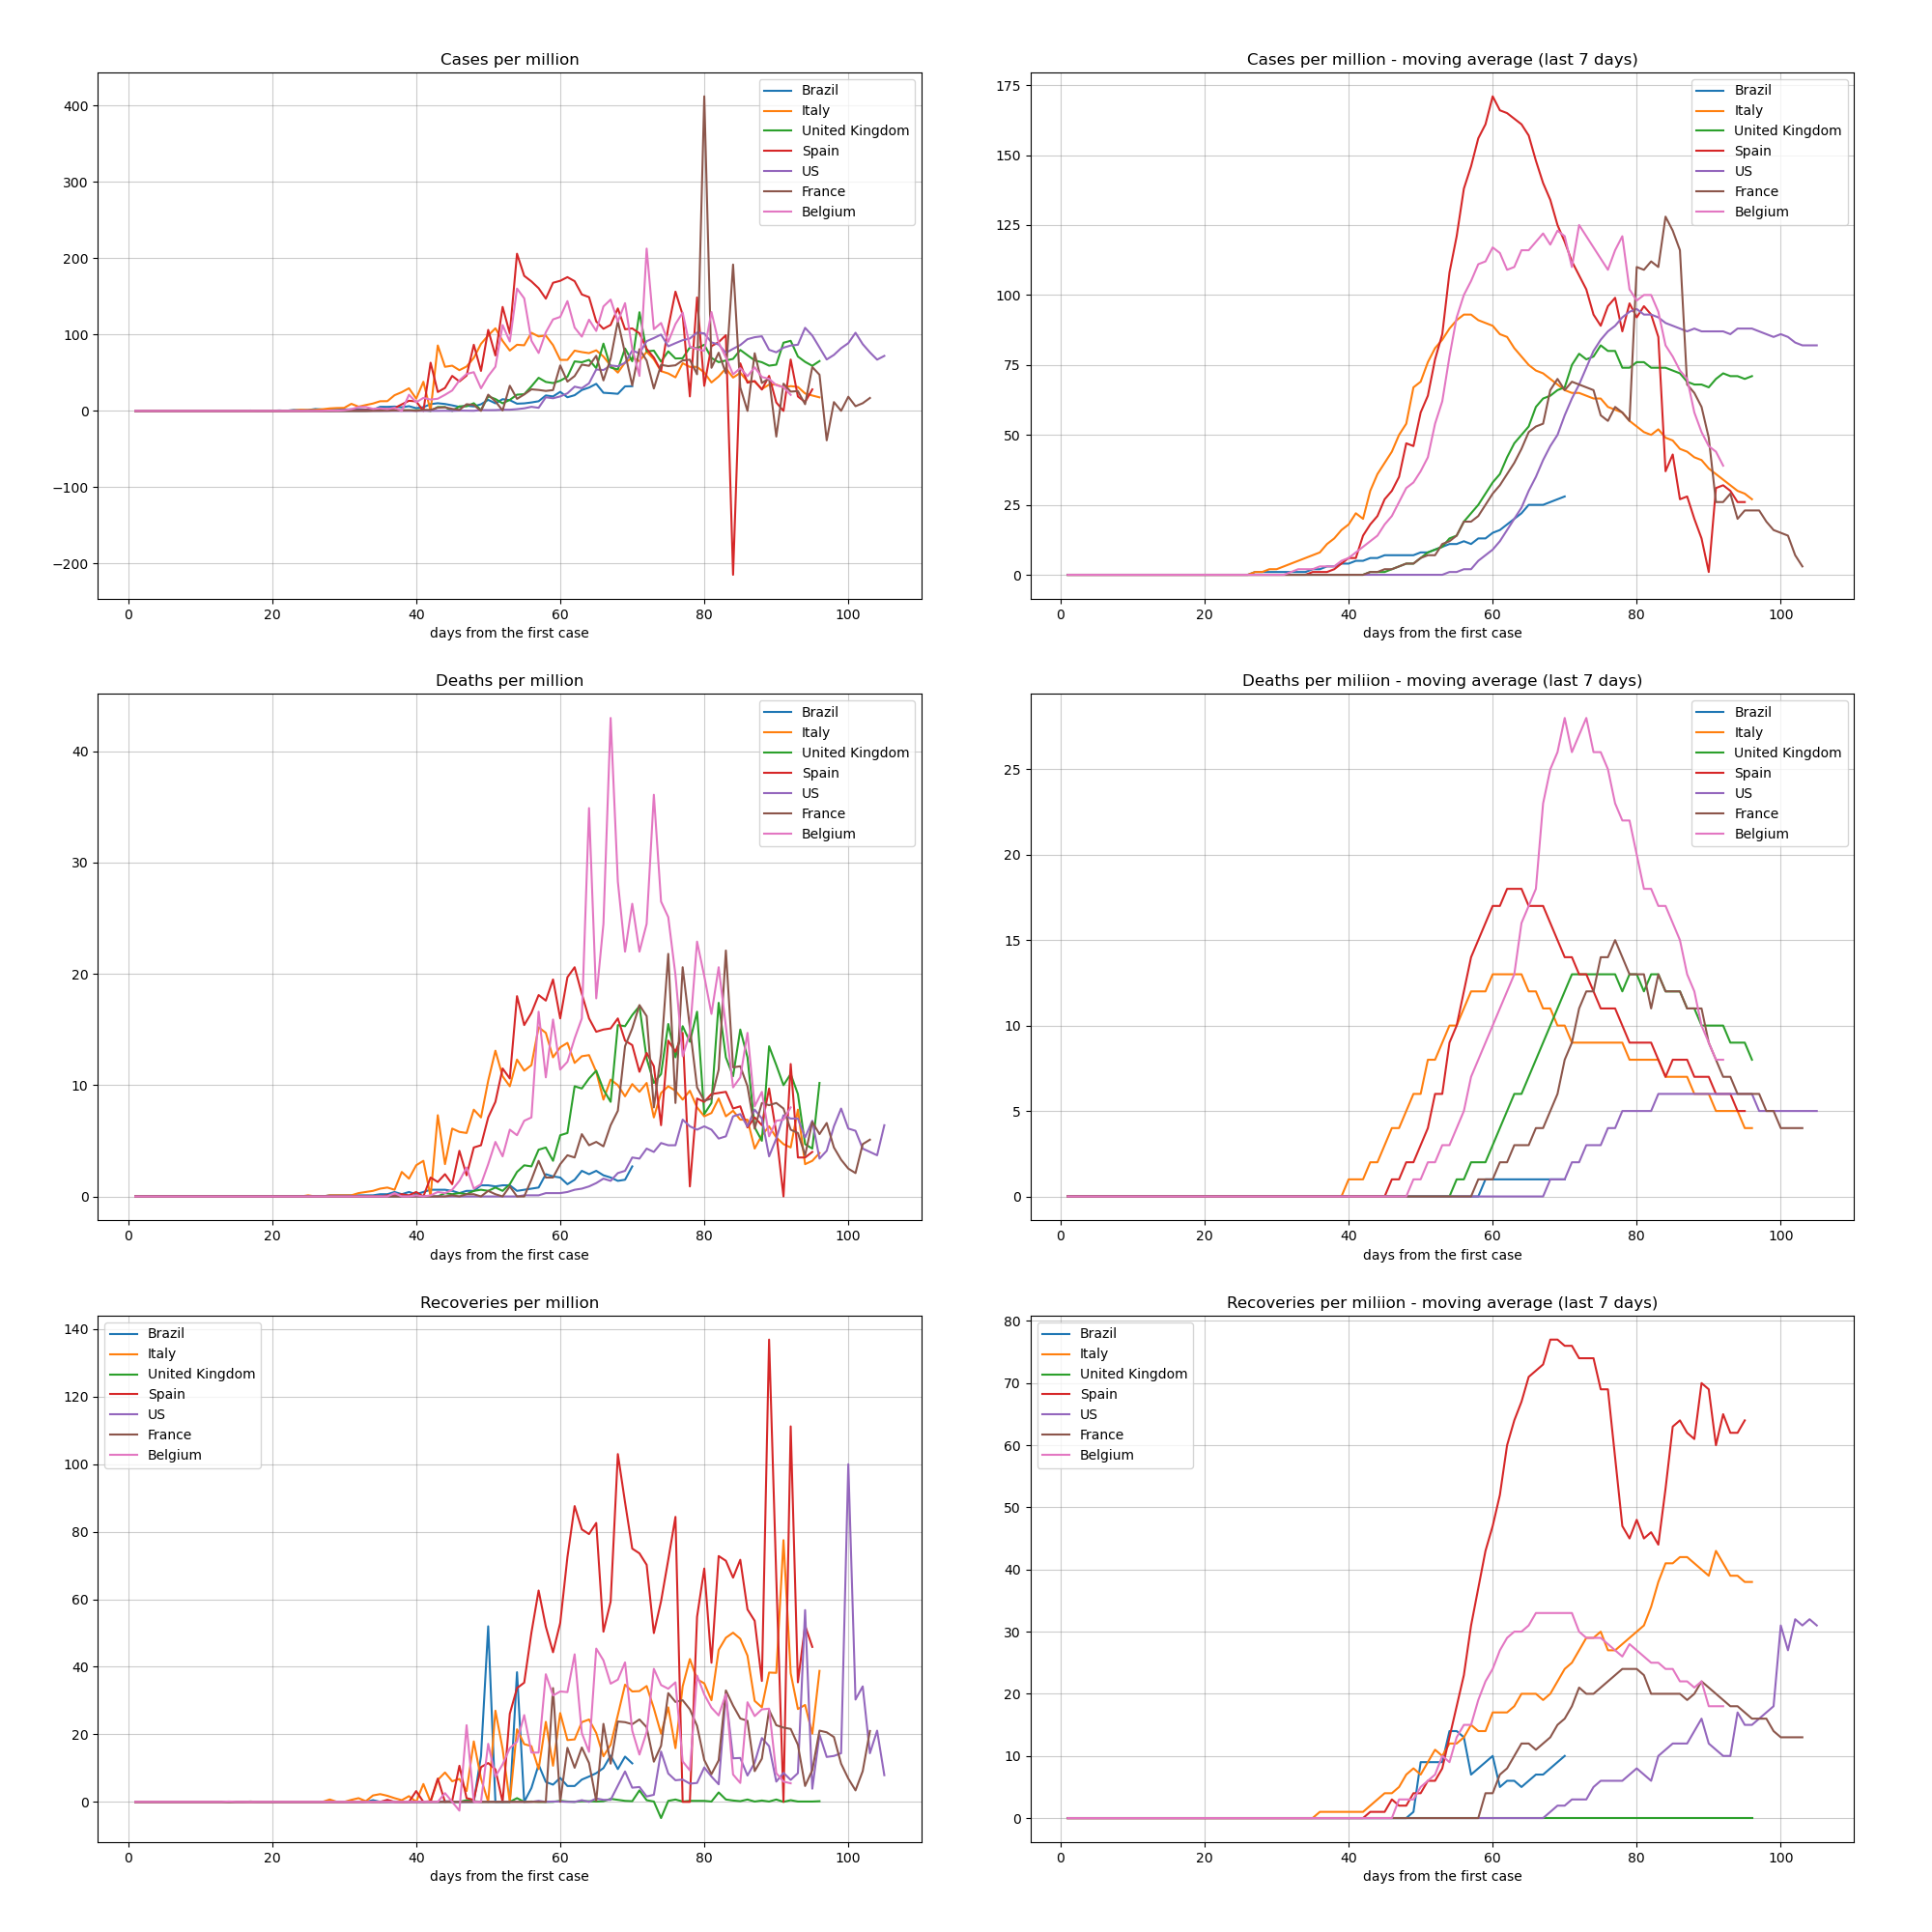 Cases per million
400
300
200
100
0
−100
−200
0 20 40 60 80 100
days from the first case
Brazil
Italy
United Kingdom
Spain
US
France
Belgium
Cases per million - moving average (last 7 days)
175
150
125
100
75
50
25
0
0 20 40 60 80 100
days from the first case
Brazil
Italy
United Kingdom
Spain
US
France
Belgium
Deaths per million
40
30
20
10
0
0 20 40 60 80 100
days from the first case
Brazil
Italy
United Kingdom
Spain
US
France
Belgium
Deaths per miliion - moving average (last 7 days)
25
20
15
10
5
0
0 20 40 60 80 100
days from the first case
Brazil
Italy
United Kingdom
Spain
US
France
Belgium
Recoveries per million
140
120
100
80
60
40
20
0
0 20 40 60 80 100
days from the first case
Brazil
Italy
United Kingdom
Spain
US
France
Belgium
Recoveries per miliion - moving average (last 7 days)
80
70
60
50
40
30
20
10
0
0 20 40 60 80 100
days from the first case
Brazil
Italy
United Kingdom
Spain
US
France
Belgium